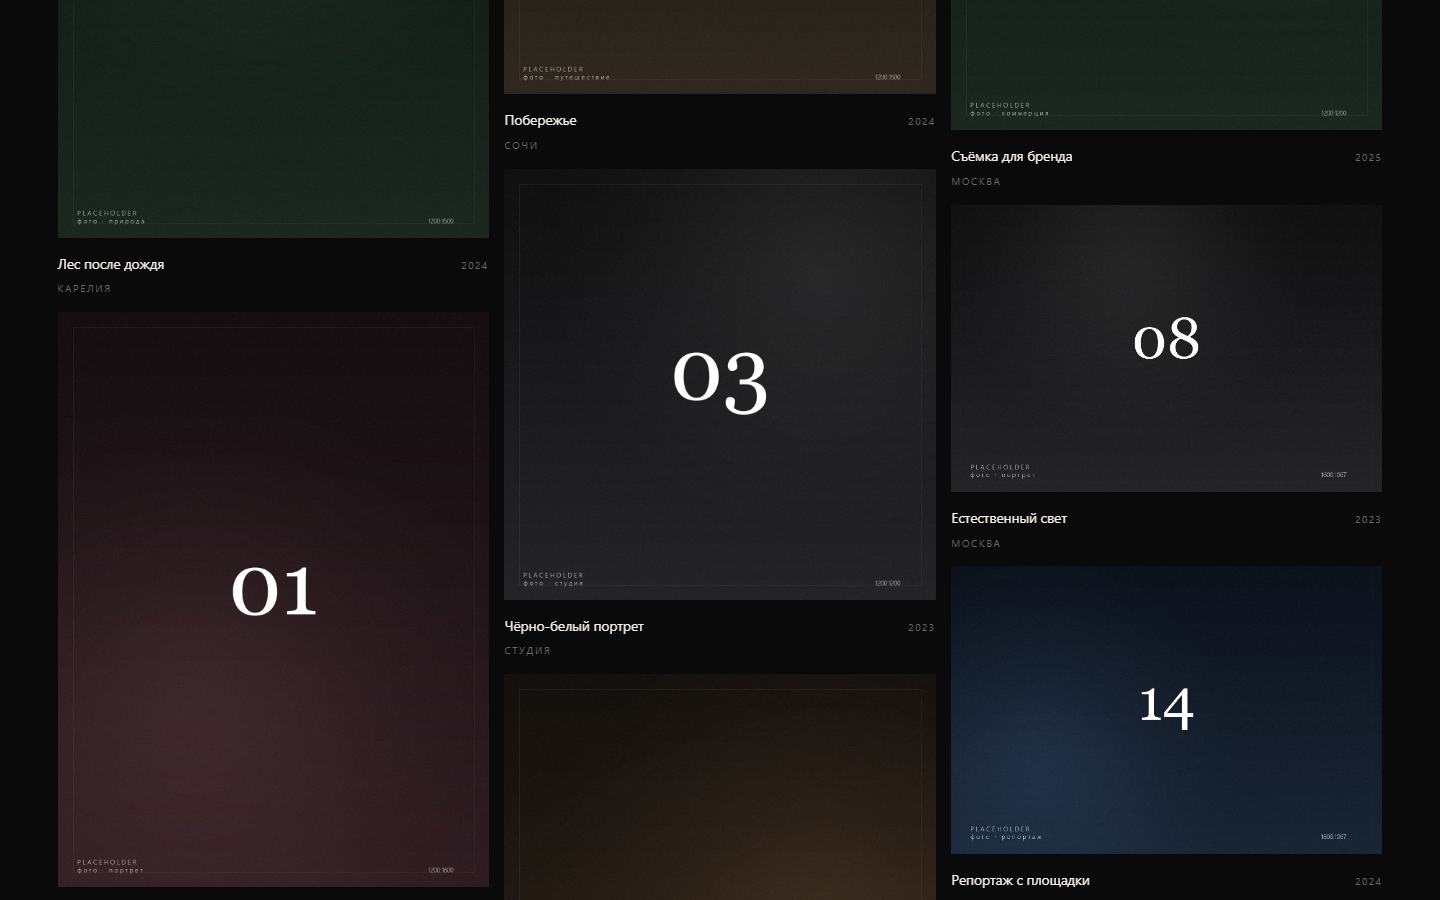 PLACEHOLDER
фото · природа
1200:1500
Лес после дождя
2024
КАРЕЛИЯ
01
PLACEHOLDER
фото · портрет
1200:1600
PLACEHOLDER
фото · путешествие
1200:1500
Побережье
2024
СОЧИ
03
PLACEHOLDER
фото · студия
1200:1200
Чёрно-белый портрет
2023
СТУДИЯ
PLACEHOLDER
фото · коммерция
1200:1200
Съёмка для бренда
2025
МОСКВА
08
PLACEHOLDER
фото · портрет
1600:1067
Естественный свет
2023
МОСКВА
14
PLACEHOLDER
фото · репортаж
1600:1067
Репортаж с площадки
2024